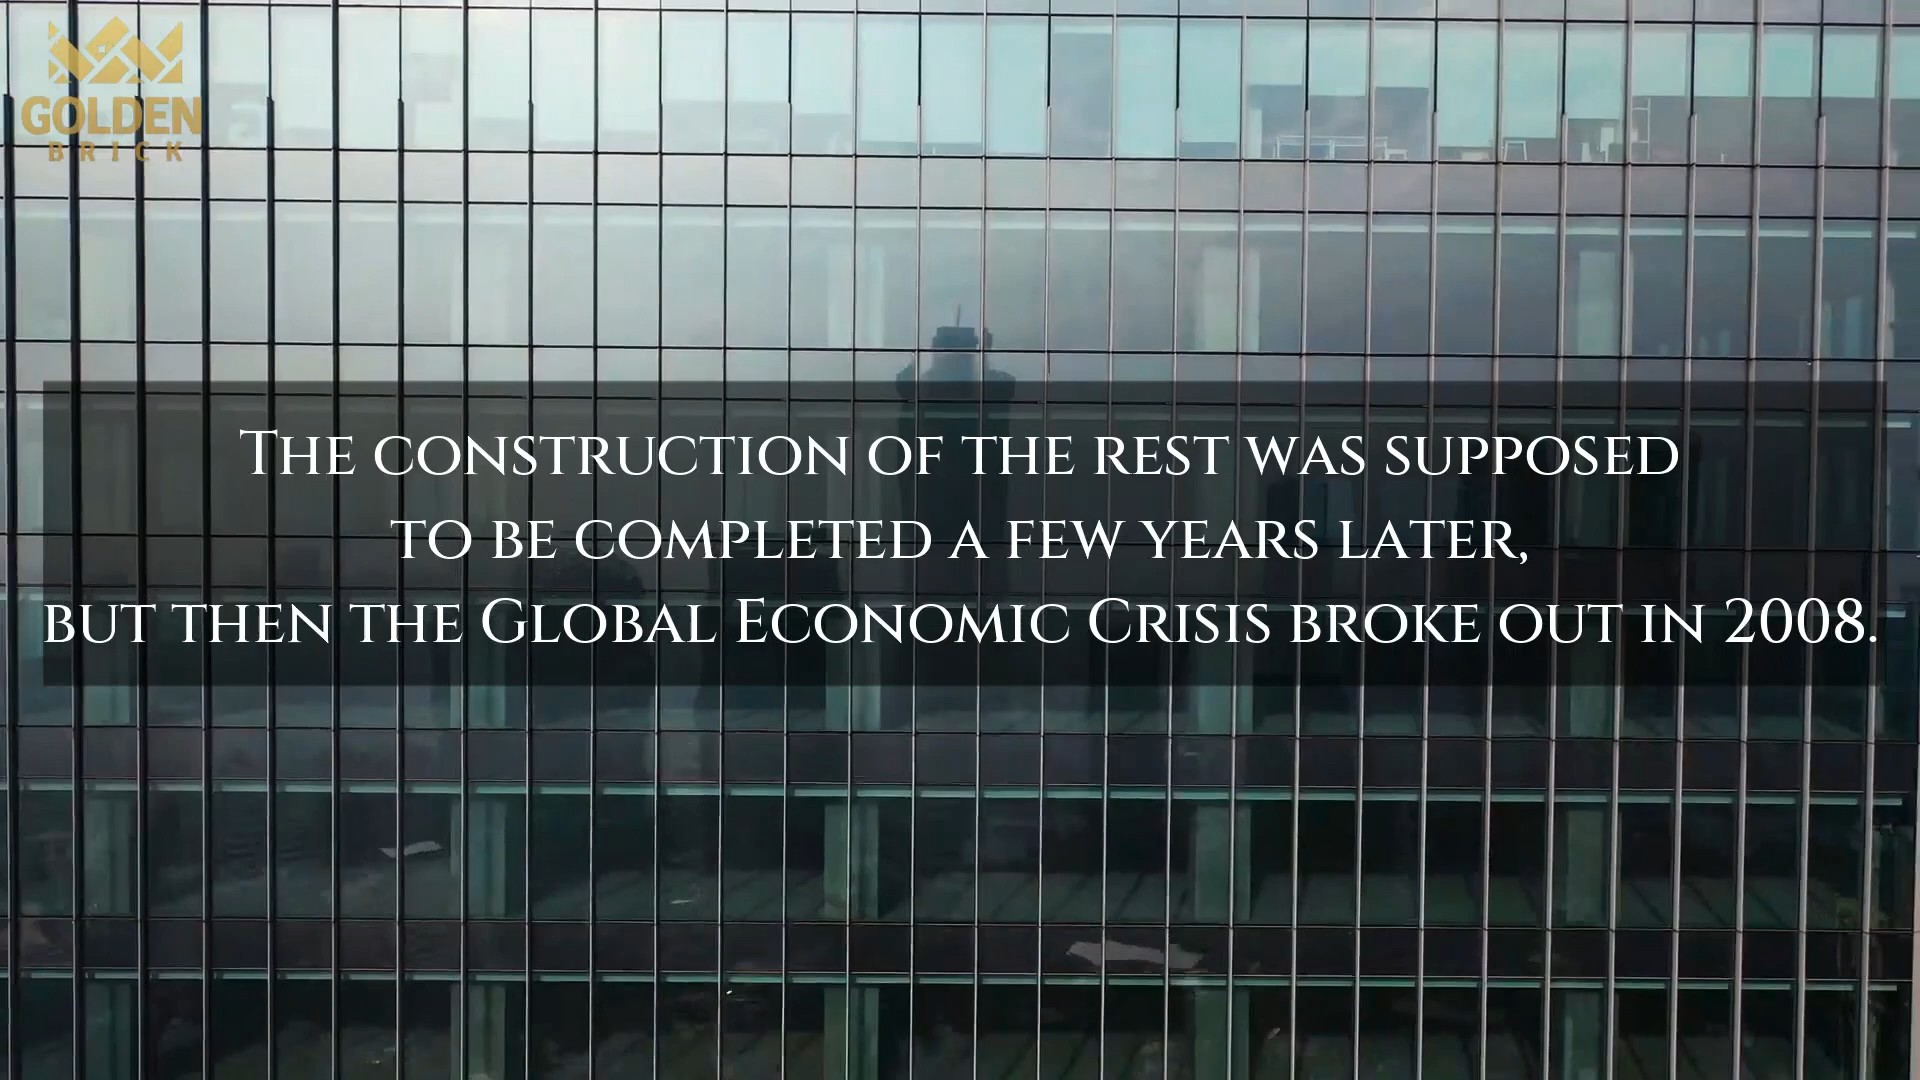 GOLDEN
BRICK
The construction of the rest was supposed
to be completed a few years later,
but then the Global Economic Crisis broke out in 2008.